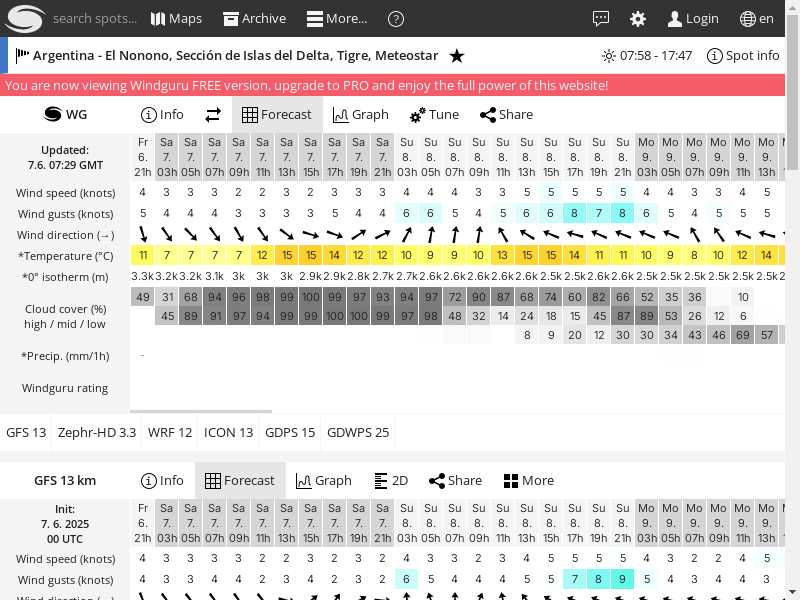 search spots... Maps Archive More... ? Login en
Argentina - El Nonono, Sección de Islas del Delta, Tigre, Meteostar ★ 07:58 - 17:47 Spot info
You are now viewing Windguru FREE version, upgrade to PRO and enjoy the full power of this website!
WG Info Forecast Graph Tune Share
Updated:
7.6. 07:29 GMT
Fr Sa Sa Sa Sa Sa Sa Sa Sa Sa Sa Su Su Su Su Su Su Su Su Su Su Mo Mo Mo Mo Mo Mo
6. 7. 7. 7. 7. 7. 7. 7. 7. 7. 7. 8. 8. 8. 8. 8. 8. 8. 8. 8. 8. 9. 9. 9. 9. 9. 9.
21h 03h 05h 07h 09h 11h 13h 15h 17h 19h 21h 03h 05h 07h 09h 11h 13h 15h 17h 19h 21h 03h 05h 07h 09h 11h 13h
Wind speed (knots) 4 3 3 3 2 2 3 2 3 3 3 4 4 4 3 3 5 5 5 5 5 4 4 3 3 4 5
Wind gusts (knots) 5 4 4 4 3 3 3 3 5 4 4 6 6 5 4 5 6 6 8 7 8 6 5 4 5 5 5
Wind direction (→)
*Temperature (°C) 11 7 7 7 7 12 15 15 14 12 12 10 9 9 10 13 15 15 14 11 11 10 9 8 10 12 14
*0° isotherm (m) 3.3k 3.2k 3.2k 3.1k 3k 3k 3k 2.9k 2.9k 2.8k 2.7k 2.7k 2.6k 2.6k 2.6k 2.5k 2.6k 2.5k 2.5k 2.5k 2.5k 2.5k 2.5k 2.5k 2.5k 2.5k 2.5k
Cloud cover (%)
high / mid / low
49 31 68 94 96 98 99 100 99 97 93 94 97 72 90 87 68 74 60 82 66 52 35 36 10
45 89 91 97 94 99 99 100 100 99 97 98 48 32 14 24 18 15 45 87 89 53 26 12 6
8 9 20 12 30 30 34 43 46 69 57
*Precip. (mm/1h) -
Windguru rating
GFS 13 Zephr-HD 3.3 WRF 12 ICON 13 GDPS 15 GDWPS 25
GFS 13 km Info Forecast Graph 2D Share More
Init:
7. 6. 2025
00 UTC
Fr Sa Sa Sa Sa Sa Sa Sa Sa Sa Sa Su Su Su Su Su Su Su Su Su Su Mo Mo Mo Mo Mo Mo
6. 7. 7. 7. 7. 7. 7. 7. 7. 7. 7. 8. 8. 8. 8. 8. 8. 8. 8. 8. 8. 9. 9. 9. 9. 9. 9.
21h 03h 05h 07h 09h 11h 13h 15h 17h 19h 21h 03h 05h 07h 09h 11h 13h 15h 17h 19h 21h 03h 05h 07h 09h 11h 13h
Wind speed (knots) 4 3 3 3 3 2 2 3 2 3 2 4 3 3 2 3 4 5 5 5 5 4 3 2 2 4 5
Wind gusts (knots) 4 3 3 4 4 2 3 4 2 3 2 6 4 4 4 4 5 5 7 8 9 5 4 3 4 4 3
Wind direction (→)